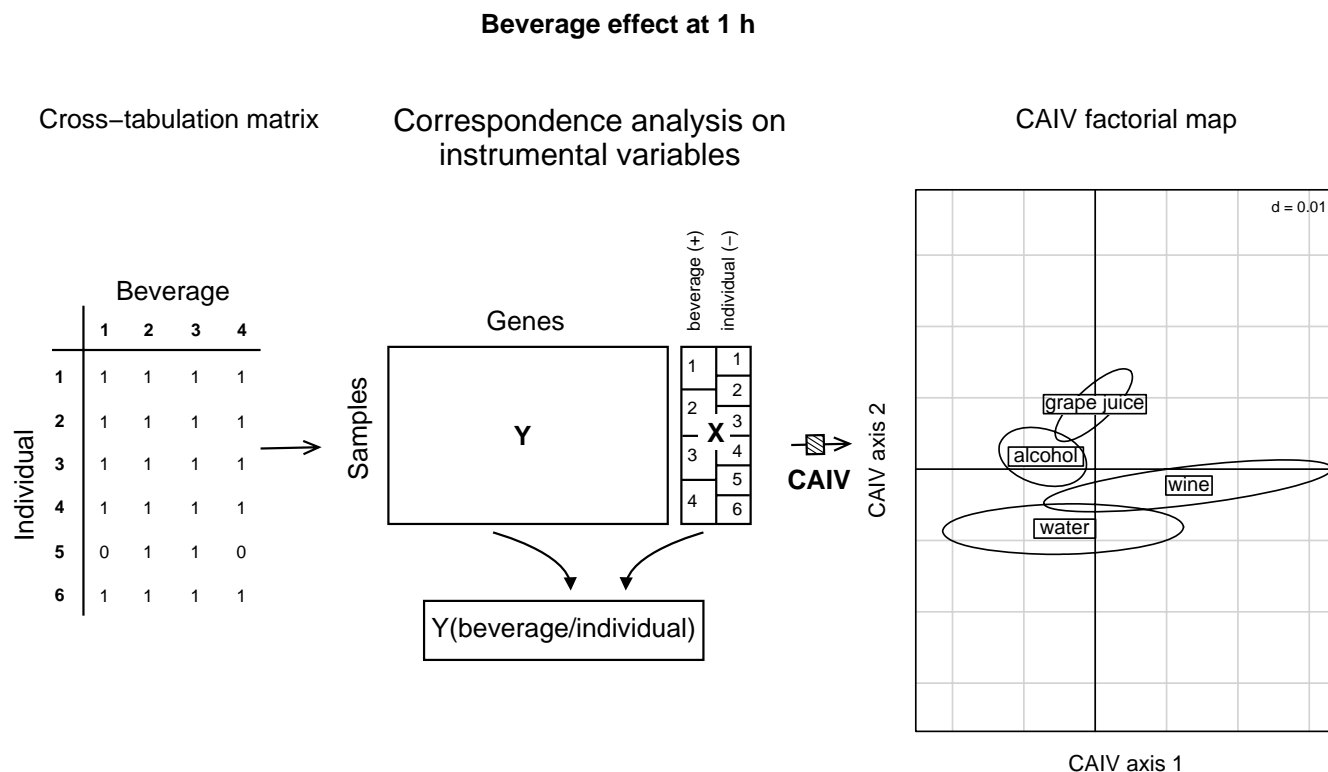 Beverage effect at 1 h
Cross−tabulation matrix
Correspondence analysis on
instrumental variables
CAIV factorial map
Beverage
1 2 3 4
Individual
1 1 1 1 1
2 1 1 1 1
3 1 1 1 1
4 1 1 1 1
5 0 1 1 0
6 1 1 1 1
Genes
Samples
Y
beverage (+)
individual (−)
1
2
3
4
X
1
2
3
4
5
6
Y(beverage/individual)
CAIV
d = 0.01
CAIV axis 2
grape juice
alcohol
wine
water
CAIV axis 1